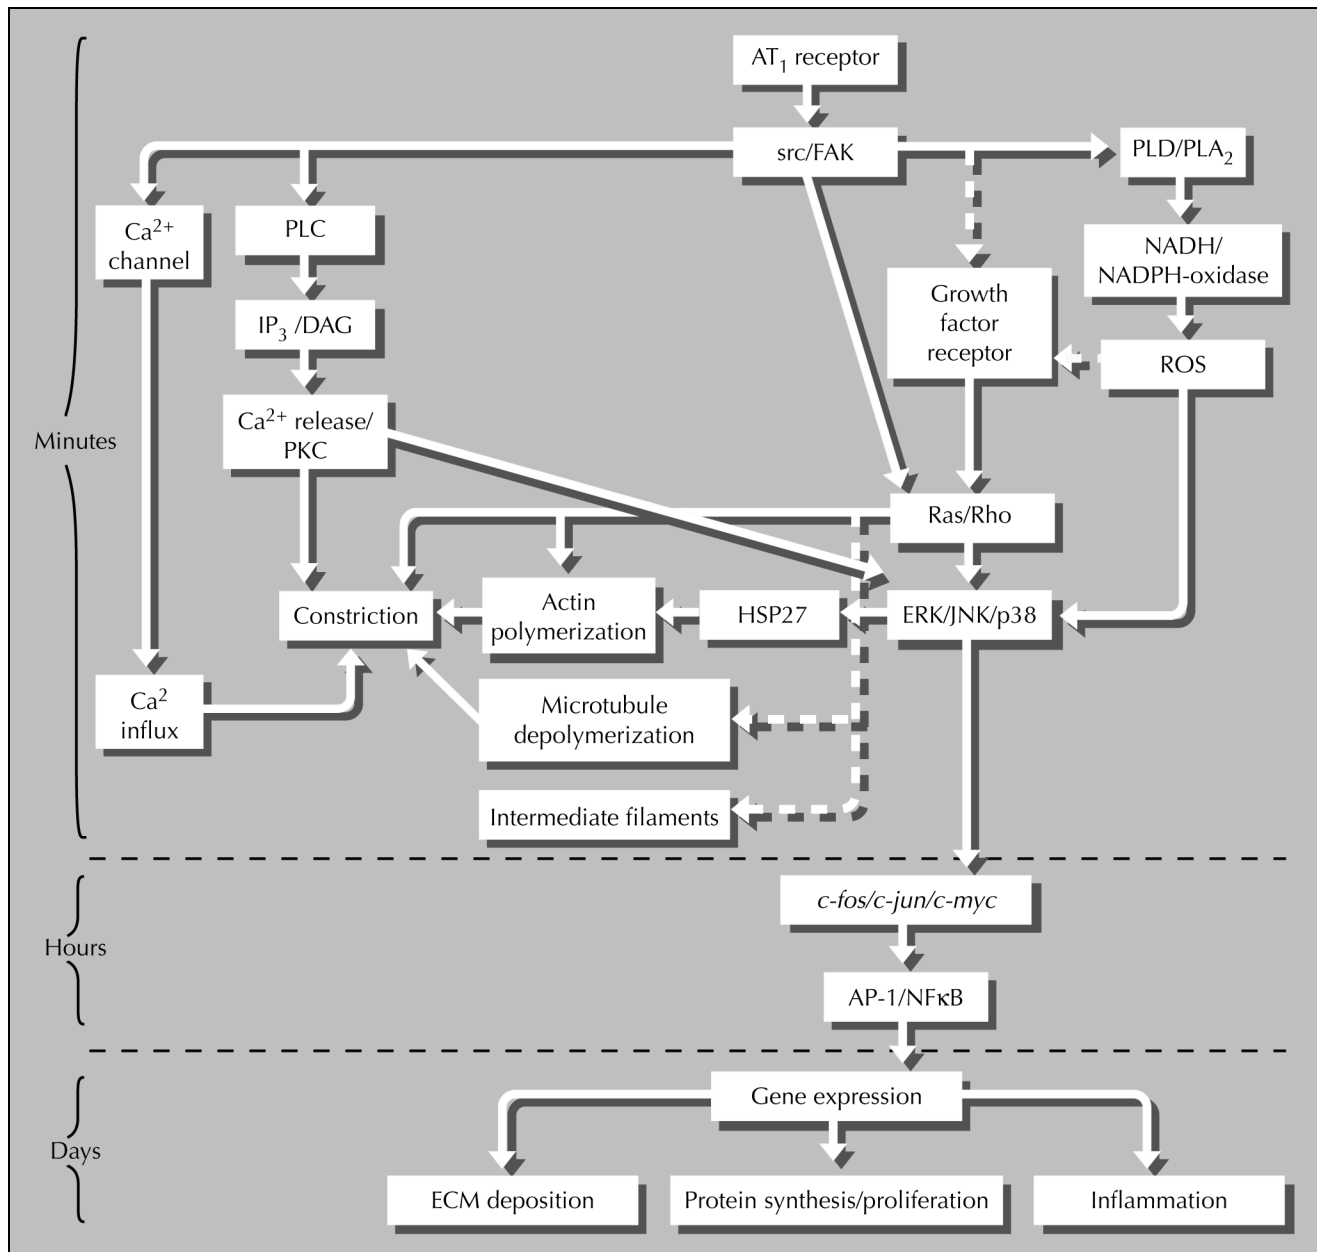 AT₁ receptor
src/FAK
PLD/PLA₂
Ca²⁺
channel
PLC
NADH/
NADPH-oxidase
Growth
factor
receptor
IP₃ /DAG
ROS
Ca²⁺ release/
PKC
Minutes
Ras/Rho
Constriction
Actin
polymerization
HSP27
ERK/JNK/p38
Ca²
influx
Microtubule
depolymerization
Intermediate filaments
c-fos/c-jun/c-myc
Hours
AP-1/NFκB
Gene expression
Days
ECM deposition
Protein synthesis/proliferation
Inflammation